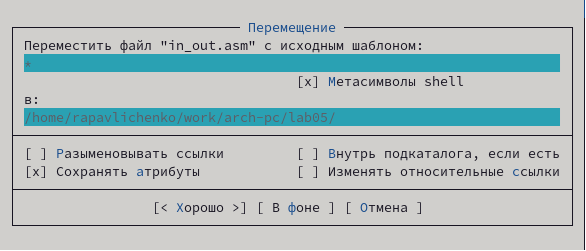 Перемещение
Переместить файл "in_out.asm" с исходным шаблоном:
*
[x] Метасимволы shell
в:
/home/rapavlichenko/work/arch-pc/lab05/
[ ] Разыменовывать ссылки [ ] Внутрь подкаталога, если есть
[x] Сохранять атрибуты [ ] Изменять относительные ссылки
[< Хорошо >] [ В фоне ] [ Отмена ]